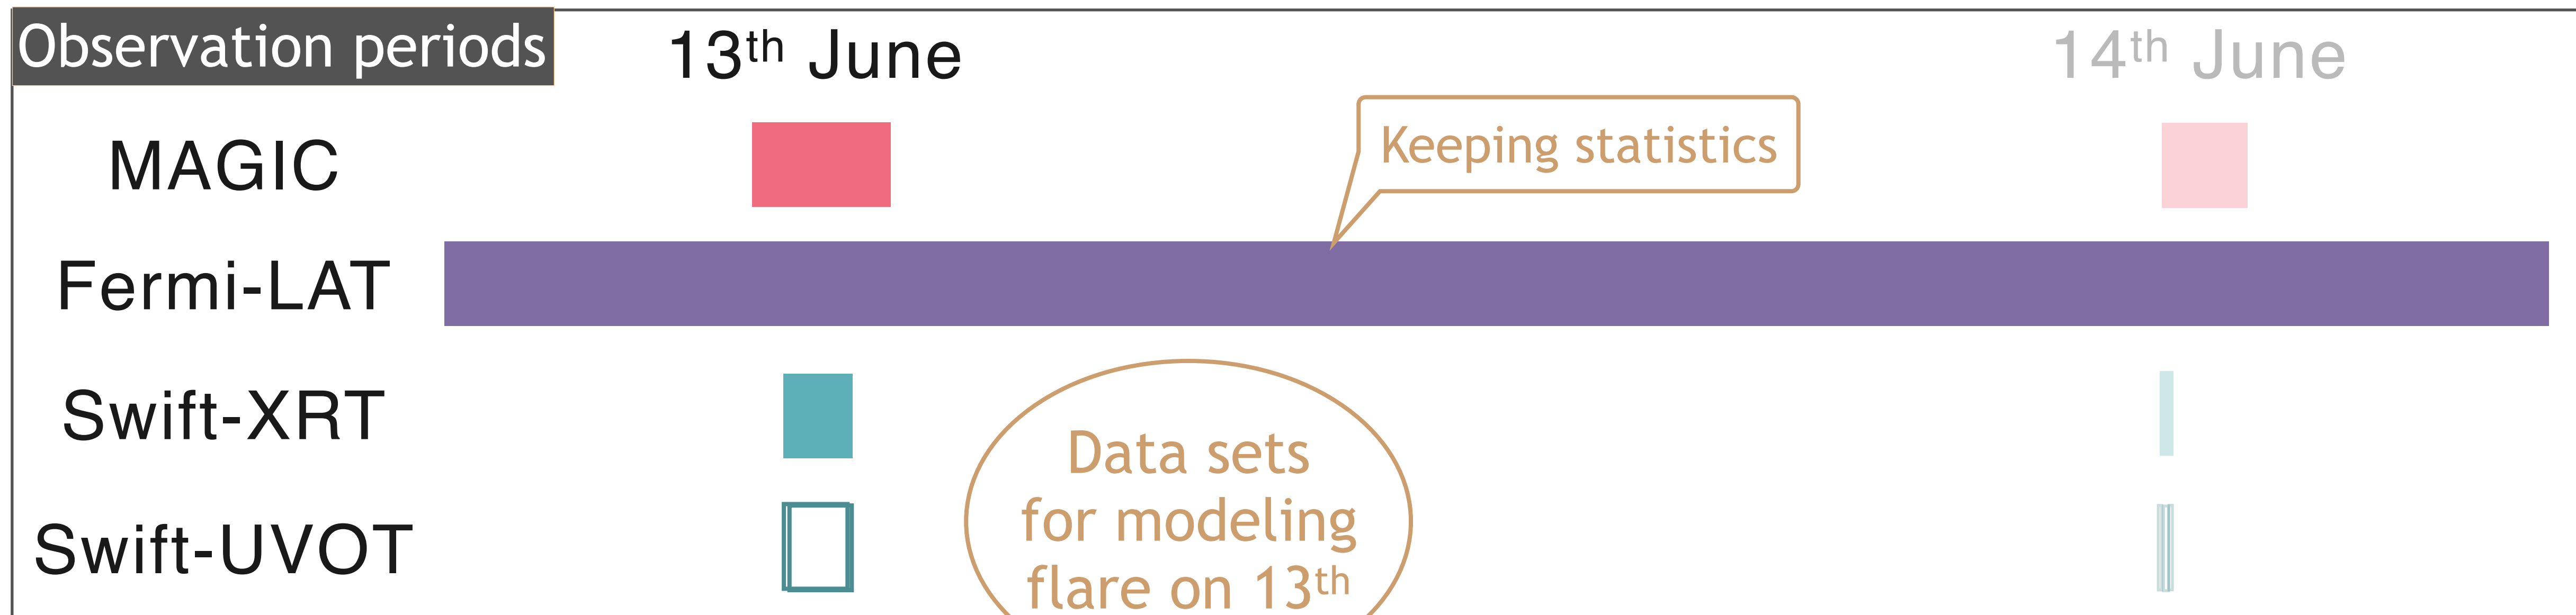 Observation periods
13th June
14th June
MAGIC
Keeping statistics
Fermi-LAT
Swift-XRT
Data sets
for modeling
flare on 13th
Swift-UVOT